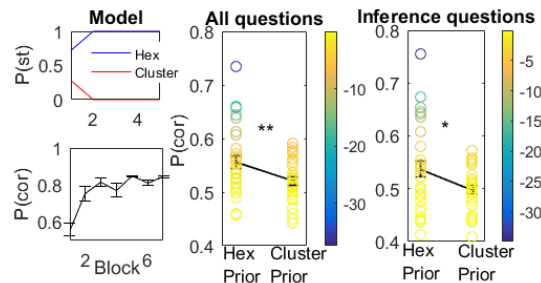 Model
P(st)
1
0.5
0
Hex
Cluster
2 4
P(cor)
1
0.8
0.6
0.4
2 Block 6
All questions
P(cor)
0.8
0.7
0.6
0.5
0.4
**
Hex Prior
Cluster Prior
-10
-20
-30
Inference questions
0.8
0.7
0.6
0.5
0.4
*
Hex Prior
Cluster Prior
-5
-10
-15
-20
-25
-30